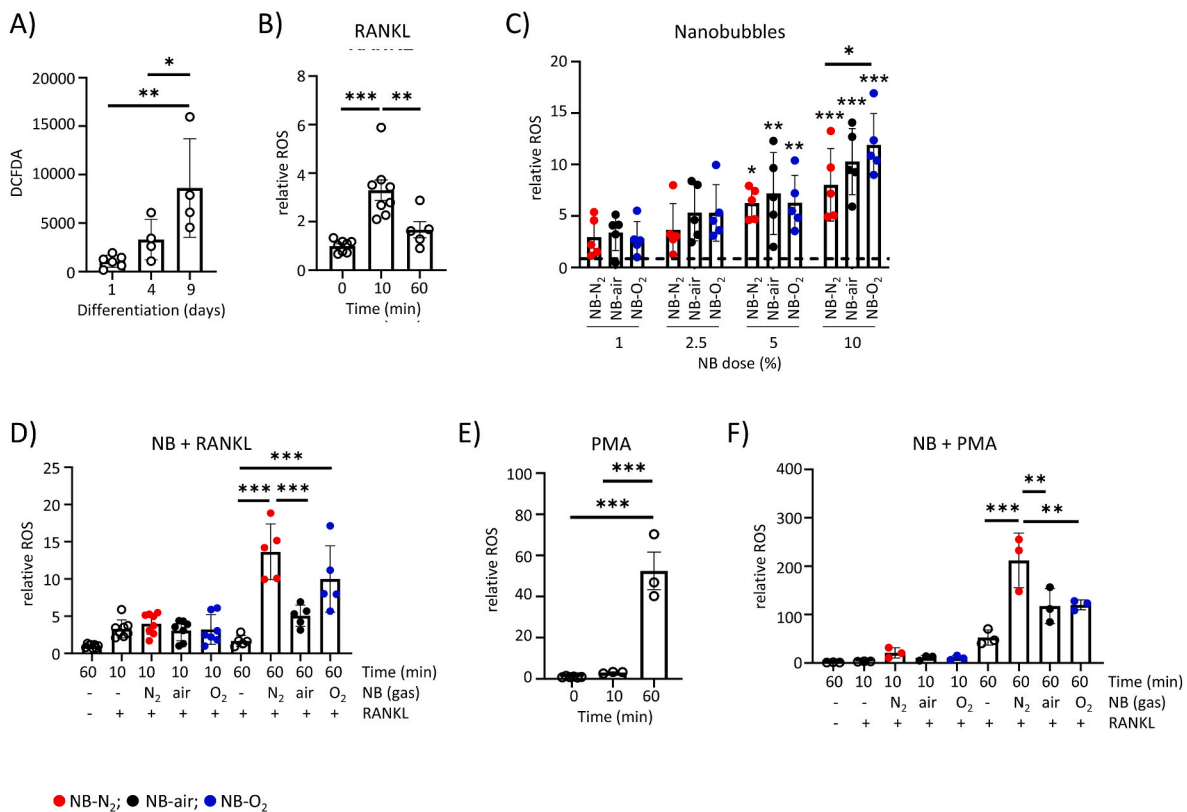 A)
DCFDA
20000
15000
10000
5000
0
*
**
1 4 9
Differentiation (days)
B)
RANKL
relative ROS
8
6
4
2
0
*** **
0 10 60
Time (min)
C)
Nanobubbles
relative ROS
20
15
10
5
0
*
** **
* *** *** ***
NB-N2 NB-air NB-O2 NB-N2 NB-air NB-O2 NB-N2 NB-air NB-O2 NB-N2 NB-air NB-O2
1 2.5 5 10
NB dose (%)
D)
NB + RANKL
relative ROS
25
20
15
10
5
0
***
*** ***
60 10 10 10 10 60 60 60 60 Time (min)
- - N2 air O2 - N2 air O2 NB (gas)
- + + + + + + + + RANKL
E)
PMA
relative ROS
100
80
60
40
20
0
***
***
0 10 60
Time (min)
F)
NB + PMA
relative ROS
400
300
200
100
0
**
*** **
60 10 10 10 10 60 60 60 60 Time (min)
- - N2 air O2 - N2 air O2 NB (gas)
- + + + + + + + + RANKL
NB-N2; NB-air; NB-O2